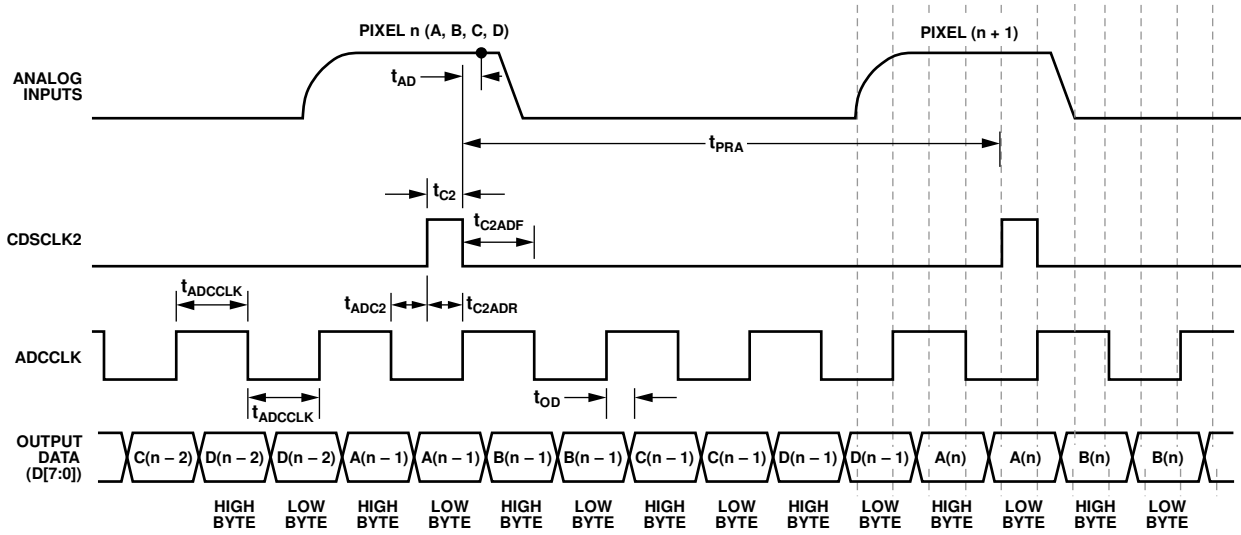 PIXEL n (A, B, C, D)
PIXEL (n + 1)
ANALOG
INPUTS
tAD
tPRA
tC2
tC2ADF
CDSCLK2
tADCCLK
tADC2
tC2ADR
ADCCLK
tADCCLK
tOD
OUTPUT
DATA
(D[7:0])
C(n – 2) D(n – 2) D(n – 2) A(n – 1) A(n – 1) B(n – 1) B(n – 1) C(n – 1) C(n – 1) D(n – 1) D(n – 1) A(n) A(n) B(n) B(n)
HIGH LOW HIGH LOW HIGH LOW HIGH LOW HIGH LOW HIGH LOW HIGH LOW
BYTE BYTE BYTE BYTE BYTE BYTE BYTE BYTE BYTE BYTE BYTE BYTE BYTE BYTE